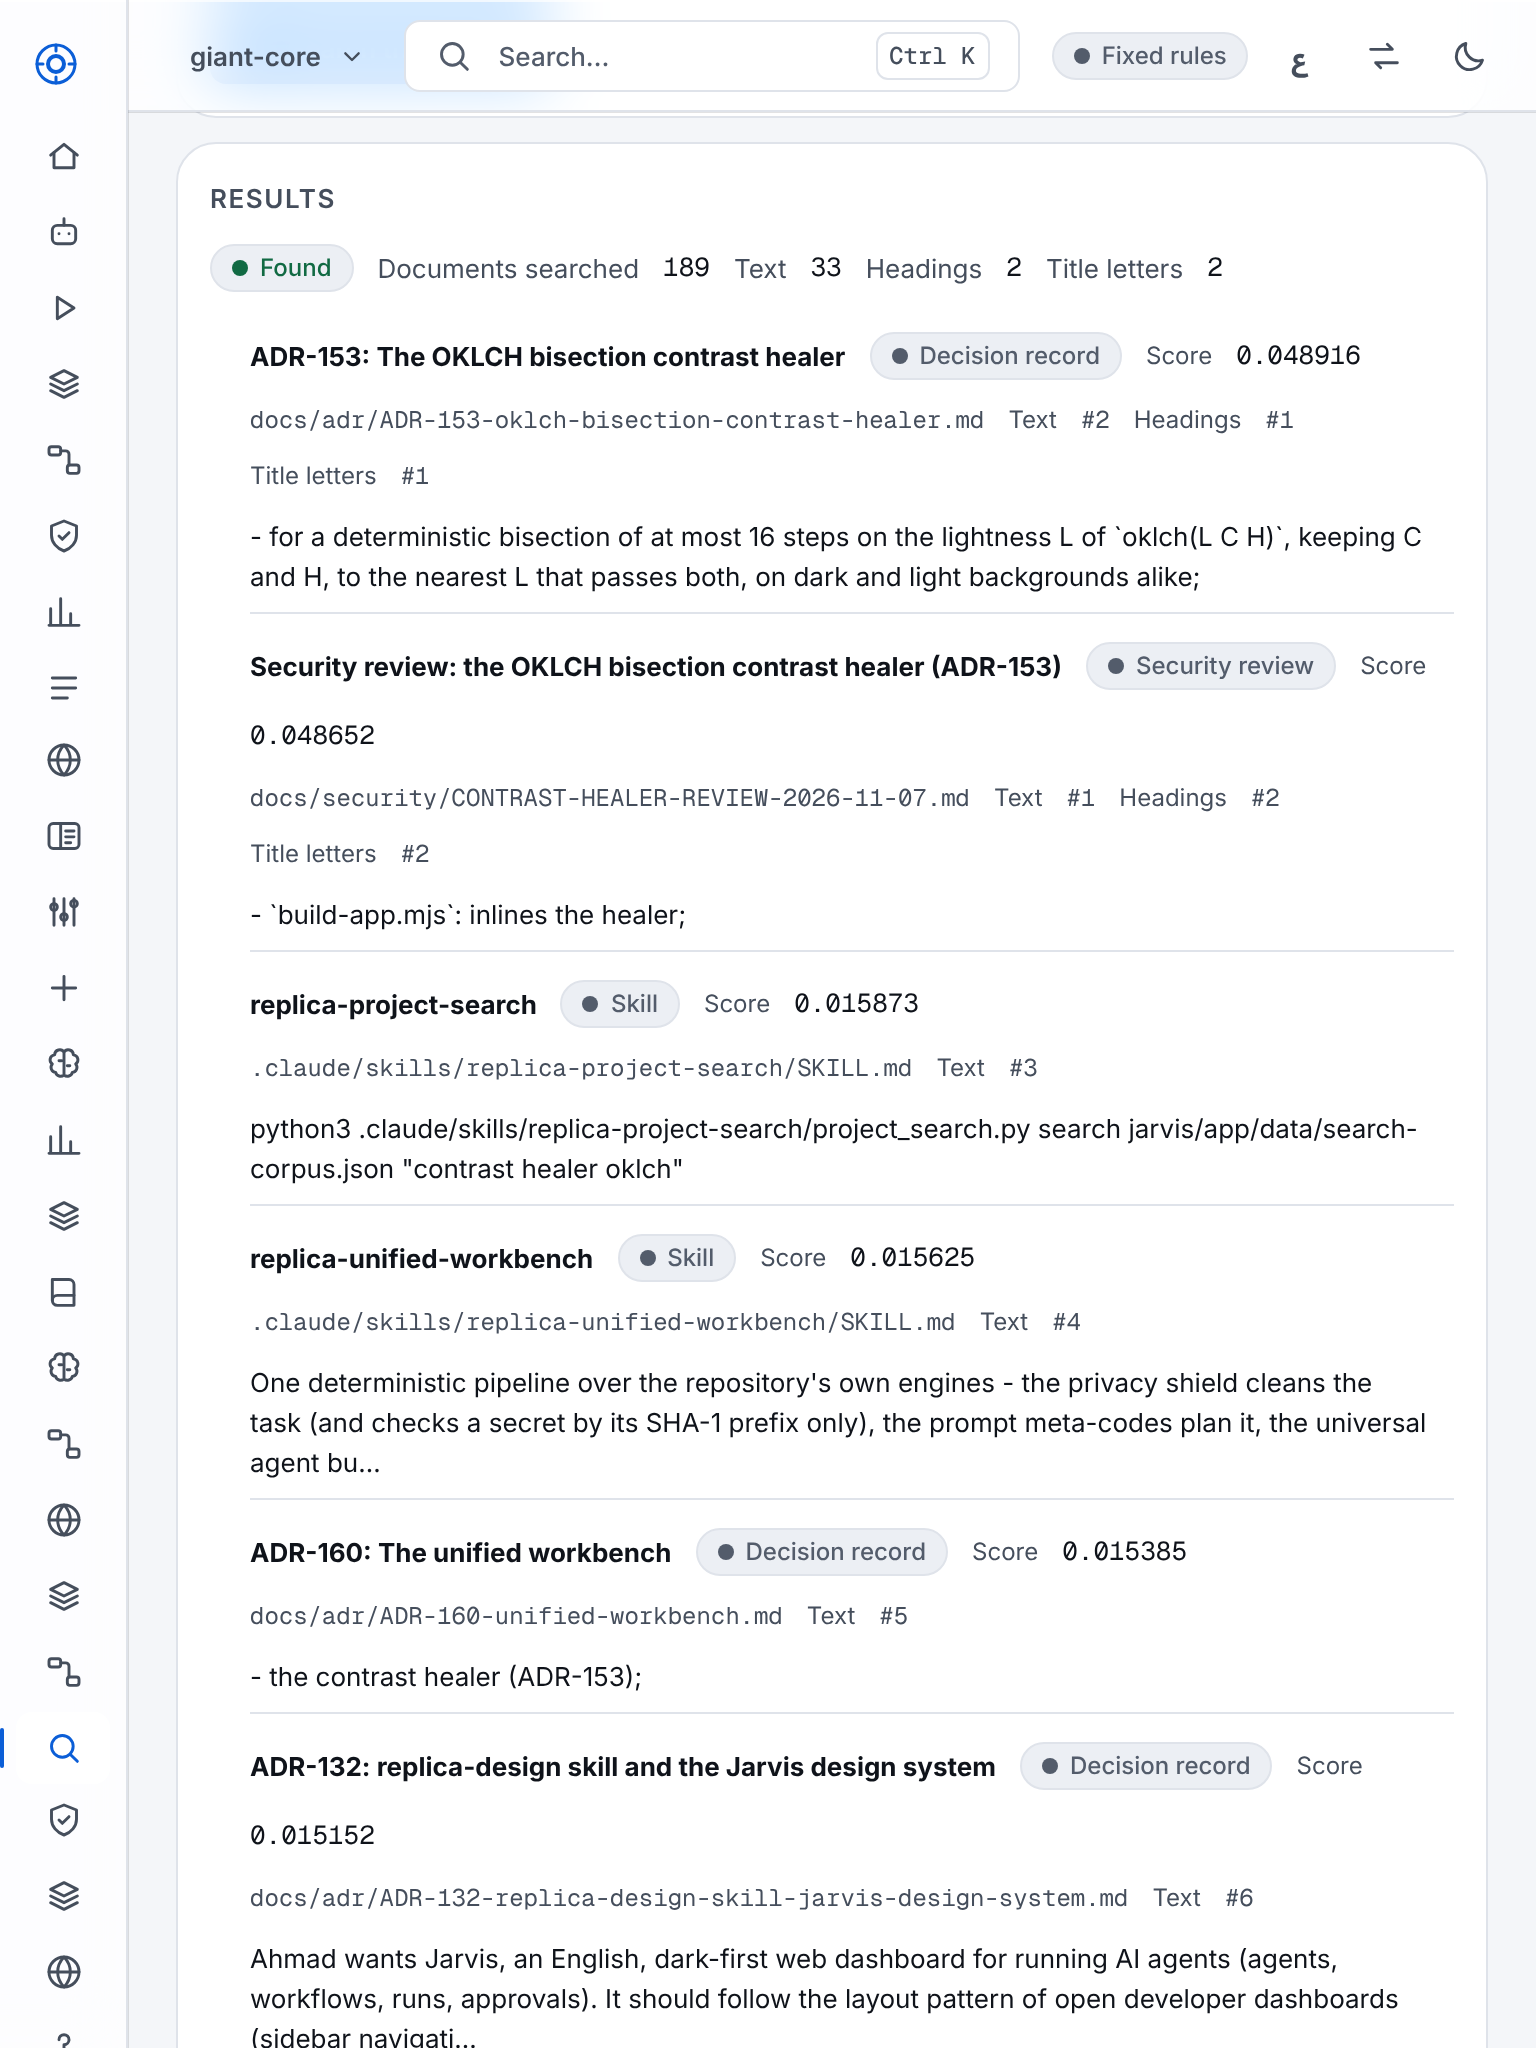 giant-core Search... Ctrl K Fixed rules ع
RESULTS
Found Documents searched 189 Text 33 Headings 2 Title letters 2
ADR-153: The OKLCH bisection contrast healer Decision record Score 0.048916
docs/adr/ADR-153-oklch-bisection-contrast-healer.md Text #2 Headings #1
Title letters #1
- for a deterministic bisection of at most 16 steps on the lightness L of `oklch(L C H)`, keeping C
and H, to the nearest L that passes both, on dark and light backgrounds alike;
Security review: the OKLCH bisection contrast healer (ADR-153) Security review Score
0.048652
docs/security/CONTRAST-HEALER-REVIEW-2026-11-07.md Text #1 Headings #2
Title letters #2
- `build-app.mjs`: inlines the healer;
replica-project-search Skill Score 0.015873
.claude/skills/replica-project-search/SKILL.md Text #3
python3 .claude/skills/replica-project-search/project_search.py search jarvis/app/data/search-
corpus.json "contrast healer oklch"
replica-unified-workbench Skill Score 0.015625
.claude/skills/replica-unified-workbench/SKILL.md Text #4
One deterministic pipeline over the repository's own engines - the privacy shield cleans the
task (and checks a secret by its SHA-1 prefix only), the prompt meta-codes plan it, the universal
agent bu...
ADR-160: The unified workbench Decision record Score 0.015385
docs/adr/ADR-160-unified-workbench.md Text #5
- the contrast healer (ADR-153);
ADR-132: replica-design skill and the Jarvis design system Decision record Score
0.015152
docs/adr/ADR-132-replica-design-skill-jarvis-design-system.md Text #6
Ahmad wants Jarvis, an English, dark-first web dashboard for running AI agents (agents,
workflows, runs, approvals). It should follow the layout pattern of open developer dashboards
(sidebar navigati...